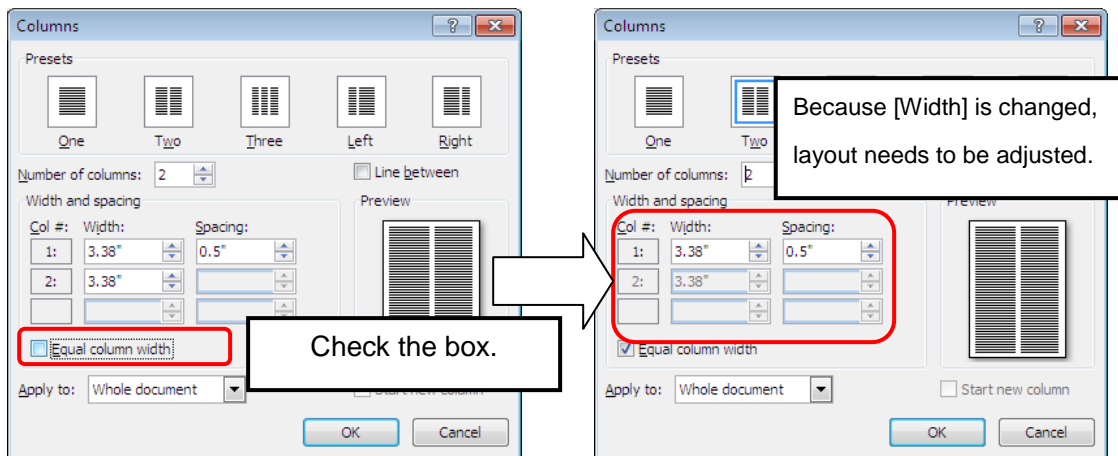 Columns
Presets
One Two Three Left Right
Number of columns: 2 Line between
Width and spacing Preview
Col #: Width: Spacing:
1: 3.38" 0.5"
2: 3.38"
Equal column width
Check the box.
Apply to: Whole document Start new column
OK Cancel
Columns
Presets
One Two
Because [Width] is changed,
layout needs to be adjusted.
Number of columns: 2
Width and spacing Preview
Col #: Width: Spacing:
1: 3.38" 0.5"
2: 3.38"
Equal column width
Apply to: Whole document Start new column
OK Cancel